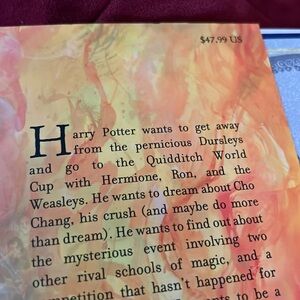 $47.99 US
Harry Potter wants to get away
from the pernicious Dursleys
and go to the Quidditch World
Cup with Hermione, Ron, and the
Weasleys. He wants to dream about Cho
Chang, his crush (and maybe do more
than dream). He wants to find out about
the mysterious event involving two
other rival schools of magic, and a
competition that hasn't happened for
to be a